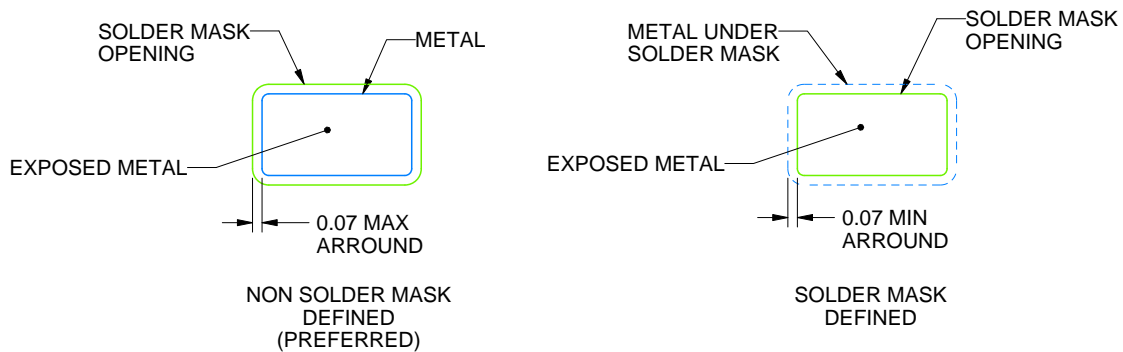 SOLDER MASK
OPENING
METAL
EXPOSED METAL
0.07 MAX
ARROUND
NON SOLDER MASK
DEFINED
(PREFERRED)
METAL UNDER
SOLDER MASK
SOLDER MASK
OPENING
EXPOSED METAL
0.07 MIN
ARROUND
SOLDER MASK
DEFINED